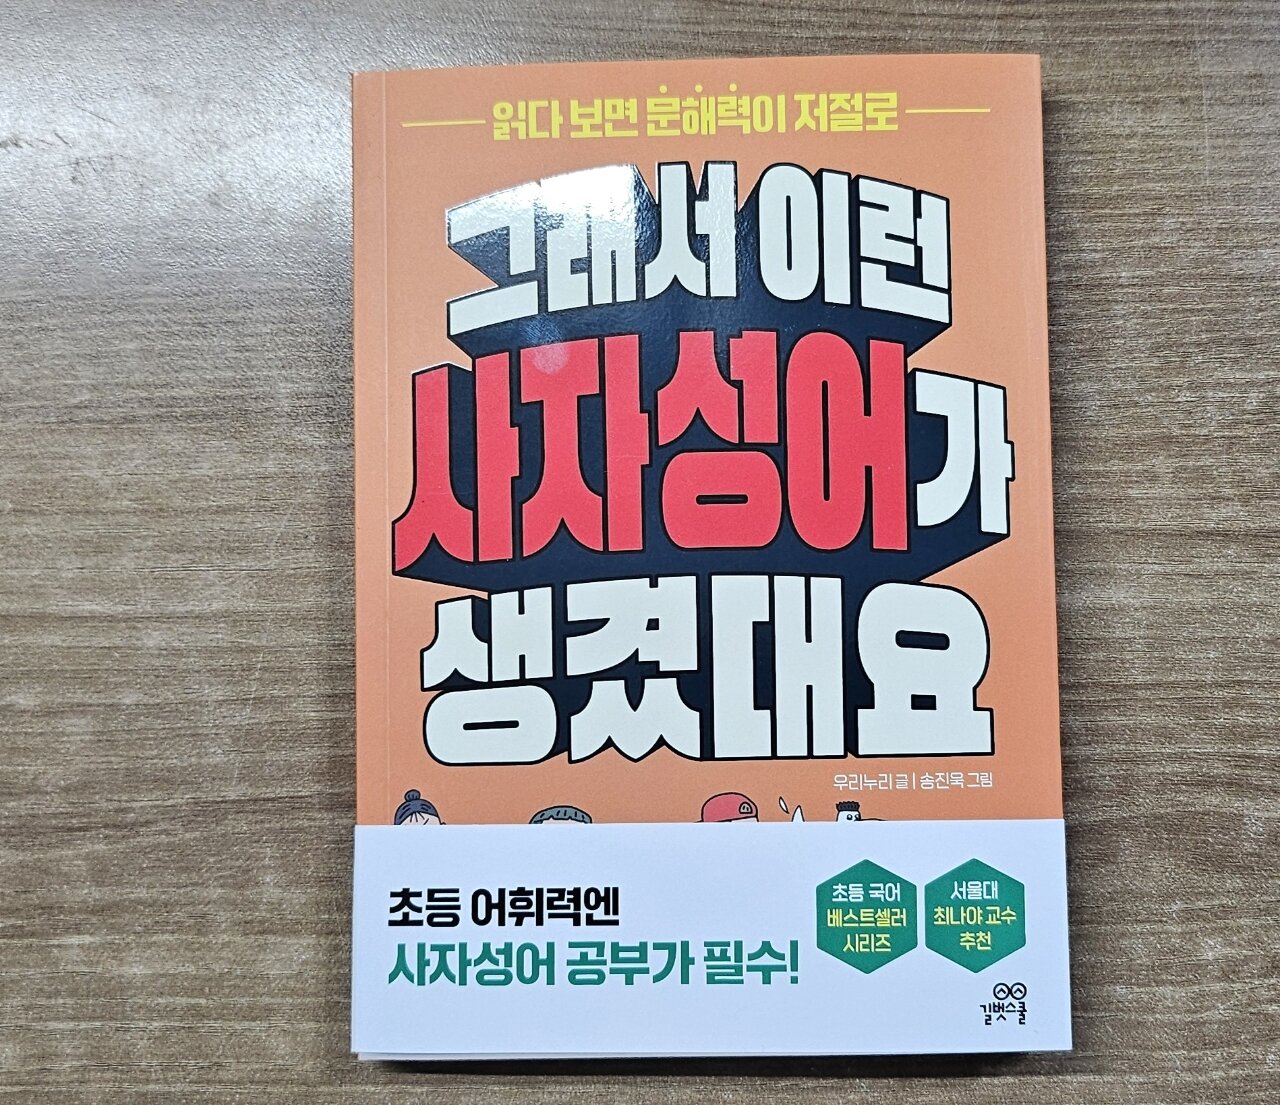 읽다 보면 문해력이 저절로
그래서 이런
사자성어가
생겼대요
우리누리 글 | 송진욱 그림
초등 어휘력엔
사자성어 공부가 필수!
초등 국어
베스트셀러
시리즈
서울대
최나야 교수
추천
길벗스쿨